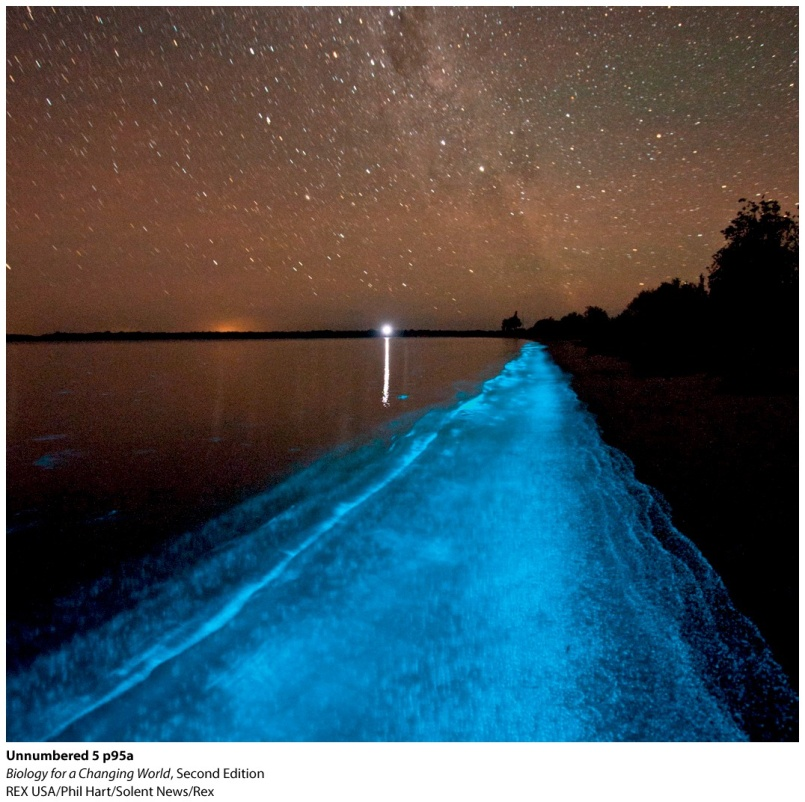 Unnumbered 5 p95a
Biology for a Changing World, Second Edition
REX USA/Phil Hart/Solent News/Rex